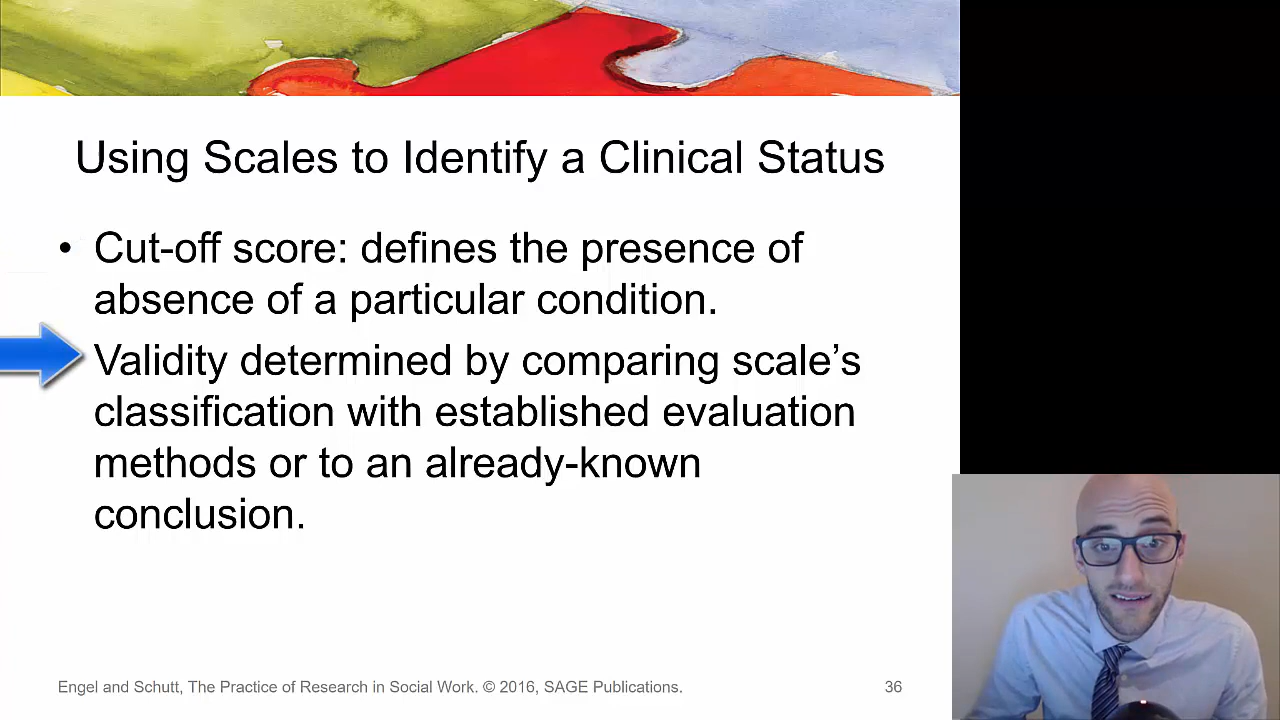 Using Scales to Identify a Clinical Status
• Cut-off score: defines the presence of
absence of a particular condition.
Validity determined by comparing scale’s
classification with established evaluation
methods or to an already-known
conclusion.
Engel and Schutt, The Practice of Research in Social Work. © 2016, SAGE Publications.
36